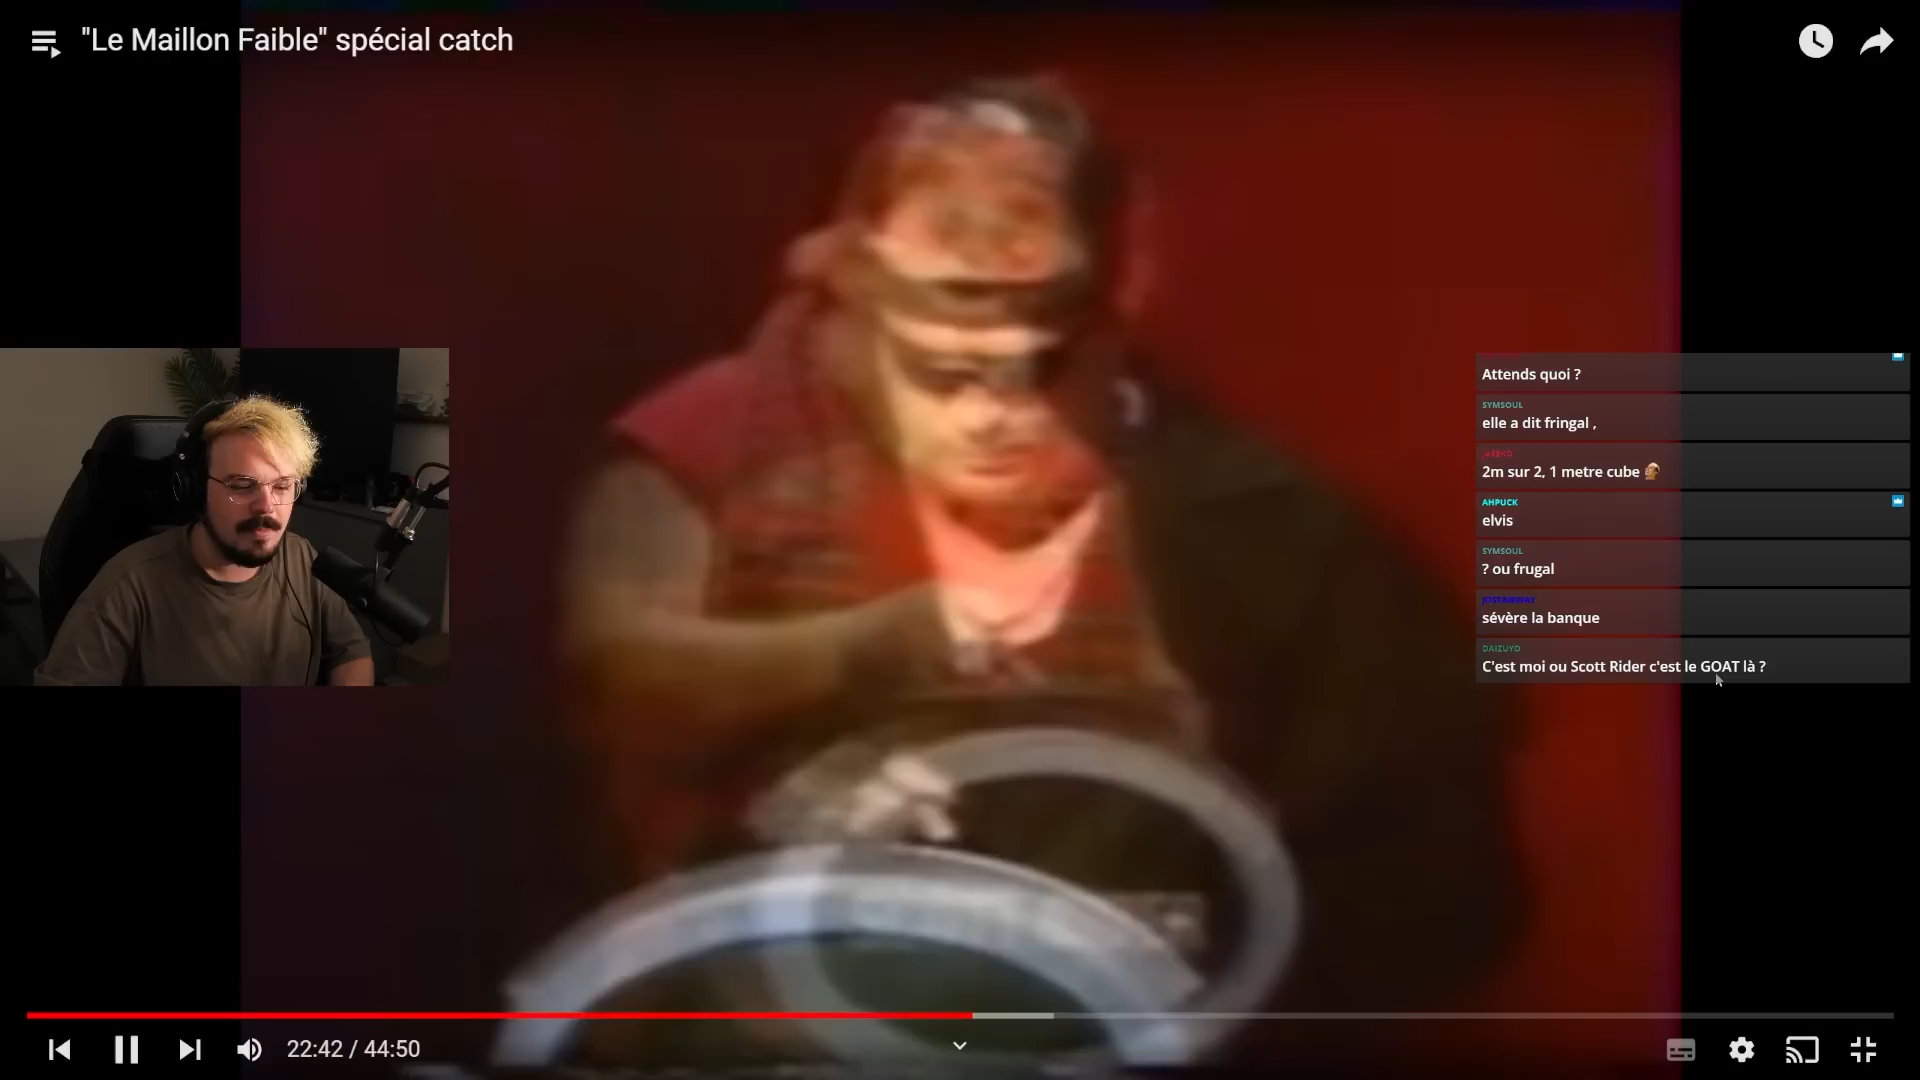 "Le Maillon Faible" spécial catch
Attends quoi ?
SYMSOUL
elle a dit fringal ,
2m sur 2, 1 metre cube
AHPUCK
elvis
SYMSOUL
? ou frugal
sévère la banque
DAIZUYO
C'est moi ou Scott Rider c'est le GOAT là ?
22:42 / 44:50